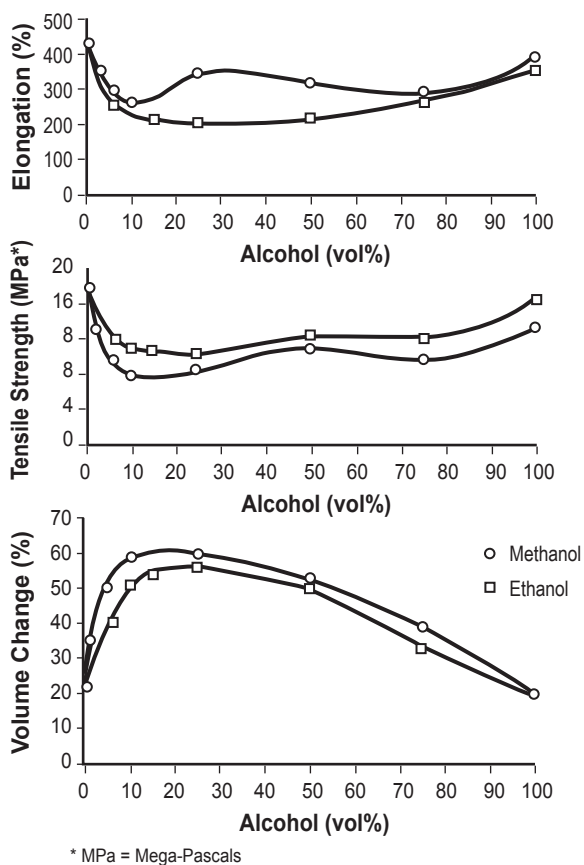 500
400
300
200
100
0
Elongation (%)
0 10 20 30 40 50 60 70 80 90 100
Alcohol (vol%)
20
16
8
8
4
0
Tensile Strength (MPa*)
0 10 20 30 40 50 60 70 80 90 100
Alcohol (vol%)
70
60
50
40
30
20
10
0
Volume Change (%)
Methanol
Ethanol
0 10 20 30 40 50 60 70 80 90 100
Alcohol (vol%)
* MPa = Mega-Pascals